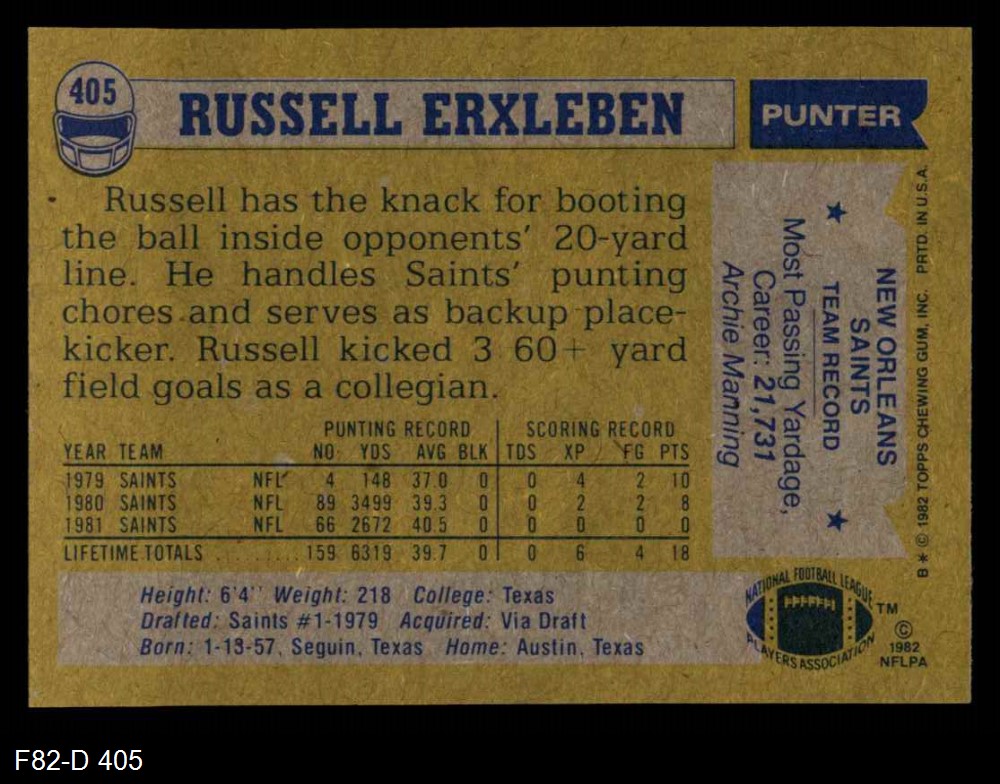 405
RUSSELL ERXLEBEN
PUNTER
Russell has the knack for booting
the ball inside opponents' 20-yard
line. He handles Saints' punting
chores and serves as backup place-
kicker. Russell kicked 3 60+ yard
field goals as a collegian.
PUNTING RECORD SCORING RECORD
YEAR TEAM NO. YDS AVG BLK TDS XP FG PTS
1979 SAINTS NFL 4 148 37.0 0 0 4 2 10
1980 SAINTS NFL 89 3499 39.3 0 0 2 2 8
1981 SAINTS NFL 66 2672 40.5 0 0 0 0 0
LIFETIME TOTALS ......... 159 6319 39.7 0 0 6 4 18
Height: 6'4" Weight: 218 College: Texas
Drafted: Saints #1-1979 Acquired: Via Draft
Born: 1-13-57, Seguin, Texas Home: Austin, Texas
NEW ORLEANS
SAINTS
★ TEAM RECORD ★
Most Passing Yardage,
Career: 21,731
Archie Manning
B * © 1982 TOPPS CHEWING GUM, INC. PRTD. IN U.S.A.
NATIONAL FOOTBALL LEAGUE
PLAYERS ASSOCIATION
TM
©
1982
NFLPA
F82-D 405